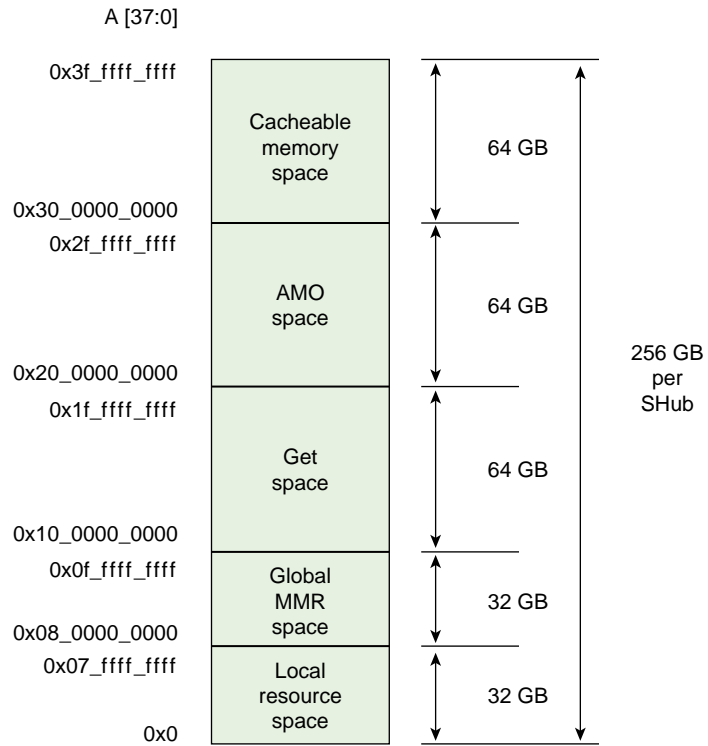 A [37:0]
0x3f_ffff_ffff
Cacheable
memory
space
64 GB
0x30_0000_0000
0x2f_ffff_ffff
AMO
space
64 GB
256 GB
per
SHub
0x20_0000_0000
0x1f_ffff_ffff
Get
space
64 GB
0x10_0000_0000
0x0f_ffff_ffff
Global
MMR
space
32 GB
0x08_0000_0000
0x07_ffff_ffff
Local
resource
space
32 GB
0x0